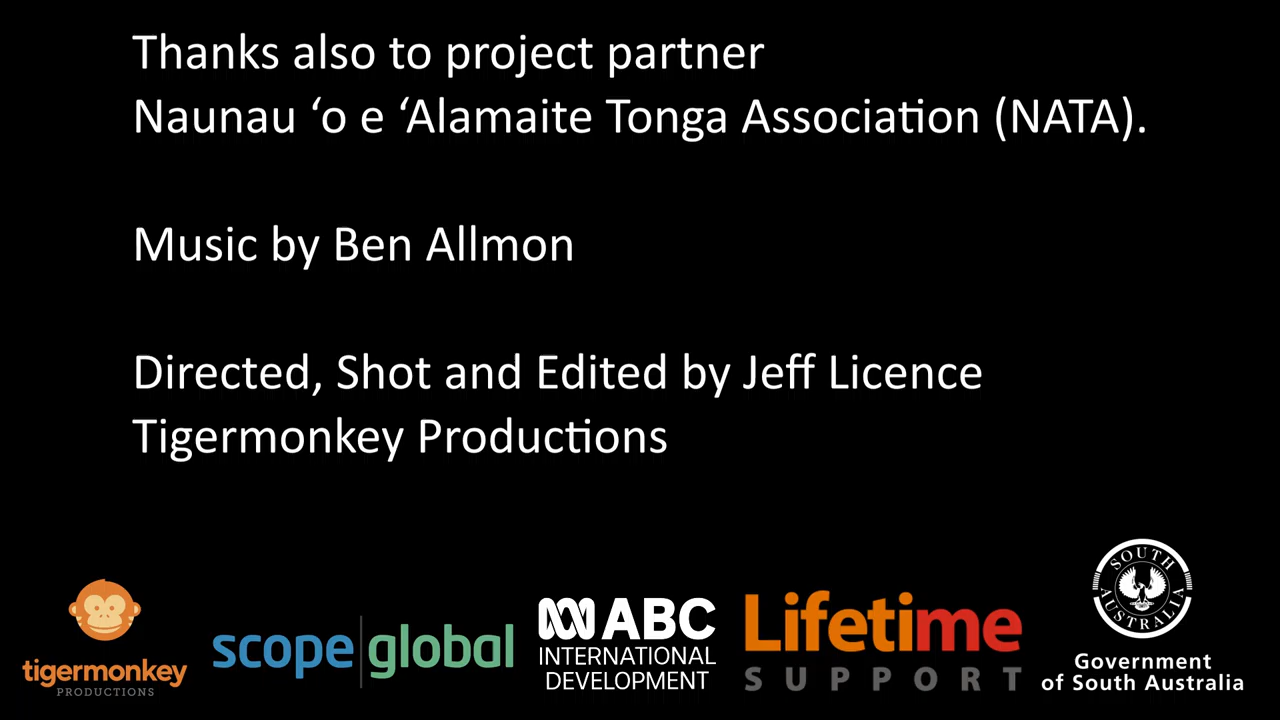 Thanks also to project partner
Naunau ‘o e ‘Alamaite Tonga Association (NATA).
Music by Ben Allmon
Directed, Shot and Edited by Jeff Licence
Tigermonkey Productions
tigermonkey
PRODUCTIONS
scope global
ABC
INTERNATIONAL
DEVELOPMENT
Lifetime
SUPPORT
SOUTH
AUSTRALIA
Government
of South Australia